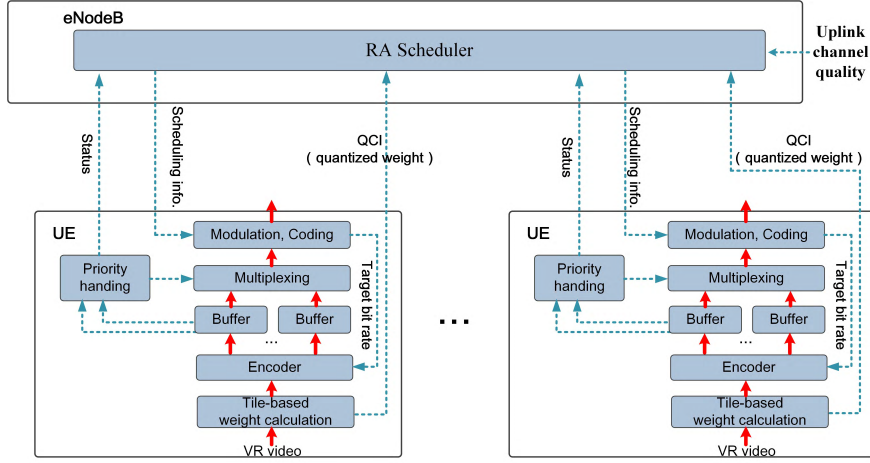 eNodeB
RA Scheduler
Uplink
channel
quality
Status
Scheduling info.
QCI
( quantized weight )
Status
Scheduling info.
QCI
( quantized weight )
UE
Modulation, Coding
Priority
handing
Multiplexing
Target bit rate
Buffer
Buffer
...
Encoder
Tile-based
weight calculation
VR video
...
UE
Modulation, Coding
Priority
handing
Multiplexing
Target bit rate
Buffer
Buffer
...
Encoder
Tile-based
weight calculation
VR video